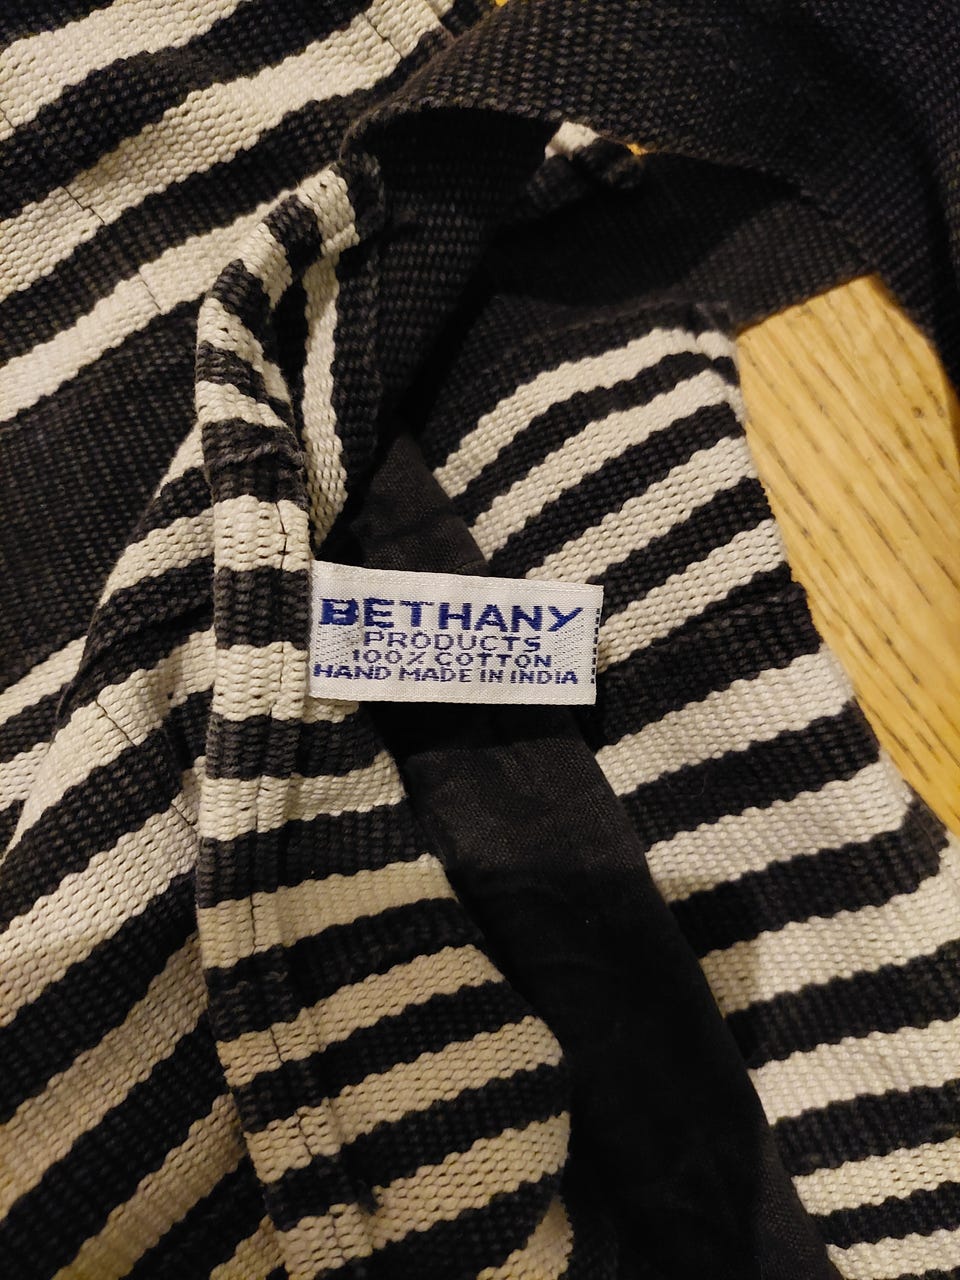 BETHANY
PRODUCTS
100% COTTON
HAND MADE IN INDIA